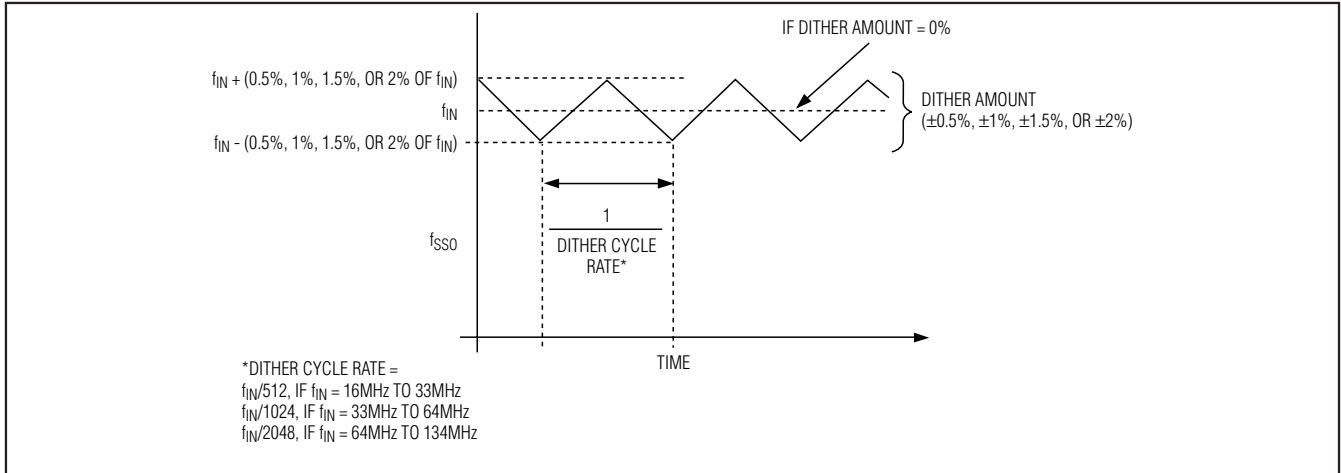 IF DITHER AMOUNT = 0%
fIN + (0.5%, 1%, 1.5%, OR 2% OF fIN)
fIN
fIN - (0.5%, 1%, 1.5%, OR 2% OF fIN)
DITHER AMOUNT
(±0.5%, ±1%, ±1.5%, OR ±2%)
fSSO
1
DITHER CYCLE
RATE*
TIME
*DITHER CYCLE RATE =
fIN/512, IF fIN = 16MHz TO 33MHz
fIN/1024, IF fIN = 33MHz TO 64MHz
fIN/2048, IF fIN = 64MHz TO 134MHz